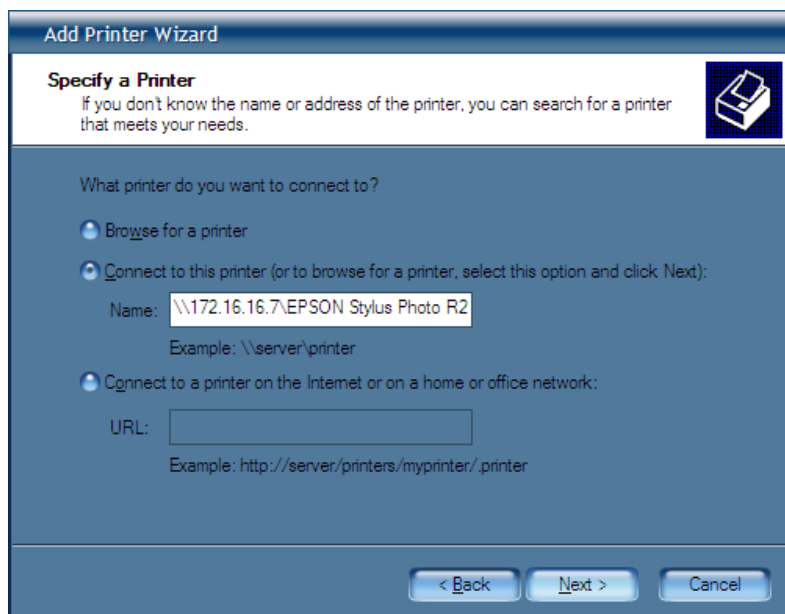 Add Printer Wizard
Specify a Printer
If you don't know the name or address of the printer, you can search for a printer
that meets your needs.
What printer do you want to connect to?
Browse for a printer
Connect to this printer (or to browse for a printer, select this option and click Next):
Name: \\172.16.16.7\EPSON Stylus Photo R2
Example: \\server\printer
Connect to a printer on the Internet or on a home or office network:
URL:
Example: http://server/printers/myprinter/.printer
< Back Next > Cancel